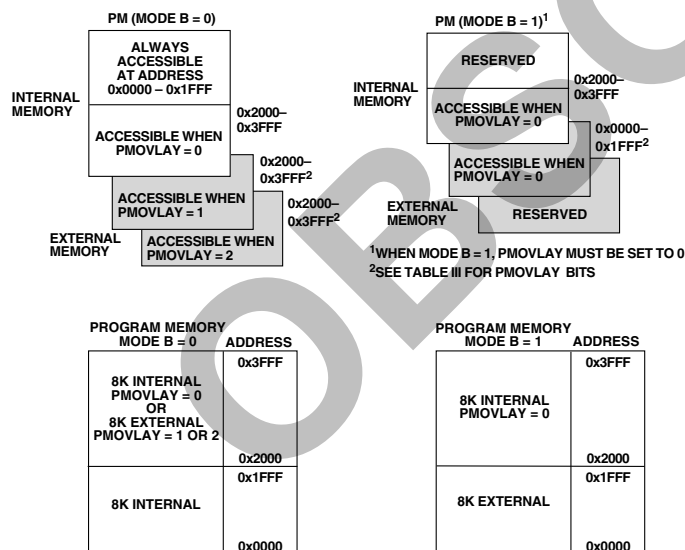 PM (MODE B = 0)
ALWAYS
ACCESSIBLE
AT ADDRESS
0x0000 – 0x1FFF
INTERNAL
MEMORY
ACCESSIBLE WHEN
PMOVLAY = 0
0x2000–
0x3FFF
0x2000–
0x3FFF2
ACCESSIBLE WHEN
PMOVLAY = 1
0x2000–
0x3FFF2
EXTERNAL
MEMORY
ACCESSIBLE WHEN
PMOVLAY = 2
PM (MODE B = 1)1
RESERVED
INTERNAL
MEMORY
0x2000–
0x3FFF
ACCESSIBLE WHEN
PMOVLAY = 0
0x0000–
0x1FFF2
ACCESSIBLE WHEN
PMOVLAY = 0
EXTERNAL
MEMORY
RESERVED
1WHEN MODE B = 1, PMOVLAY MUST BE SET TO 0
2SEE TABLE III FOR PMOVLAY BITS
PROGRAM MEMORY
MODE B = 0 ADDRESS
0x3FFF
8K INTERNAL
PMOVLAY = 0
OR
8K EXTERNAL
PMOVLAY = 1 OR 2
0x2000
0x1FFF
8K INTERNAL
0x0000
PROGRAM MEMORY
MODE B = 1 ADDRESS
0x3FFF
8K INTERNAL
PMOVLAY = 0
0x2000
0x1FFF
8K EXTERNAL
0x0000
OBSO